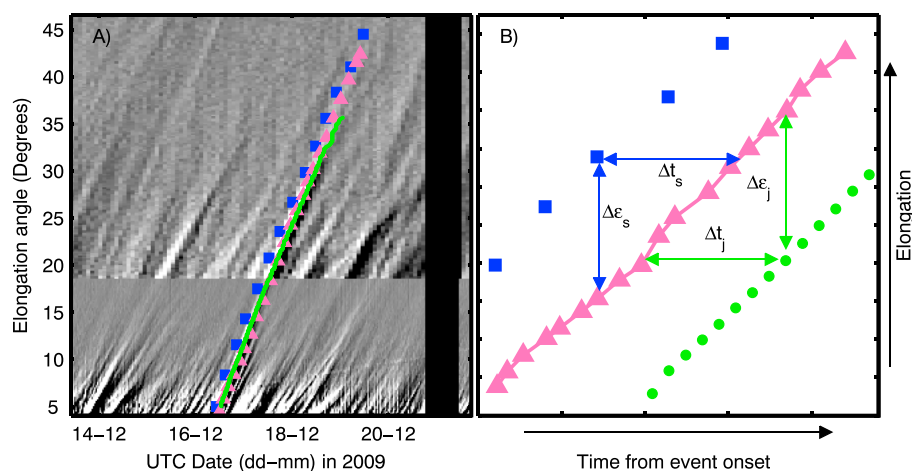 A)
B)
Elongation angle (Degrees)
45
40
35
30
25
20
15
10
5
14−12
16−12
18−12
20−12
UTC Date (dd−mm) in 2009
Δt_s
Δε_s
Δε_j
Δt_j
Elongation
Time from event onset